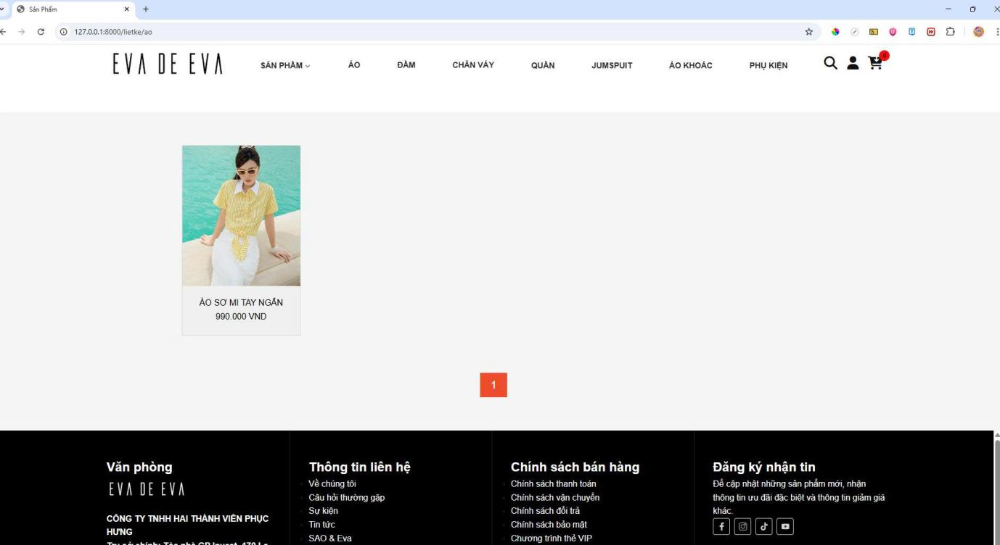 Sản Phẩm
127.0.0.1:8000/lietke/ao
EVA DE EVA
SẢN PHẨM
ÁO
ĐẦM
CHÂN VÁY
QUẦN
JUMSPUIT
ÁO KHOÁC
PHỤ KIỆN
ÁO SƠ MI TAY NGẮN
990.000 VND
1
Văn phòng
EVA DE EVA
CÔNG TY TNHH HAI THÀNH VIÊN PHỤC
HƯNG
Thông tin liên hệ
Về chúng tôi
Câu hỏi thường gặp
Sự kiện
Tin tức
SAO & Eva
Chính sách bán hàng
Chính sách thanh toán
Chính sách vận chuyển
Chính sách đổi trả
Chính sách bảo mật
Chương trình thẻ VIP
Đăng ký nhận tin
Để cập nhật những sản phẩm mới, nhận
thông tin ưu đãi đặc biệt và thông tin giảm giá
khác.